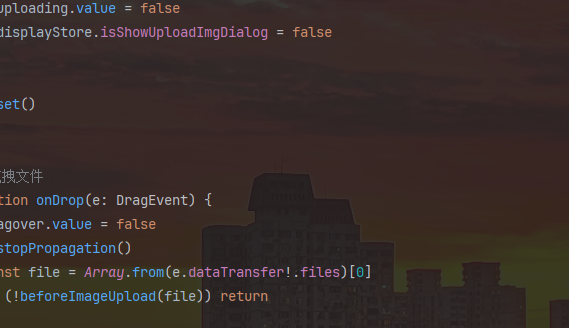 uploading.value = false
displayStore.isShowUploadImgDialog = false
set()
拽文件
tion onDrop(e: DragEvent) {
agover.value = false
stopPropagation()
nst file = Array.from(e.dataTransfer!.files)[0]
(!beforeImageUpload(file)) return